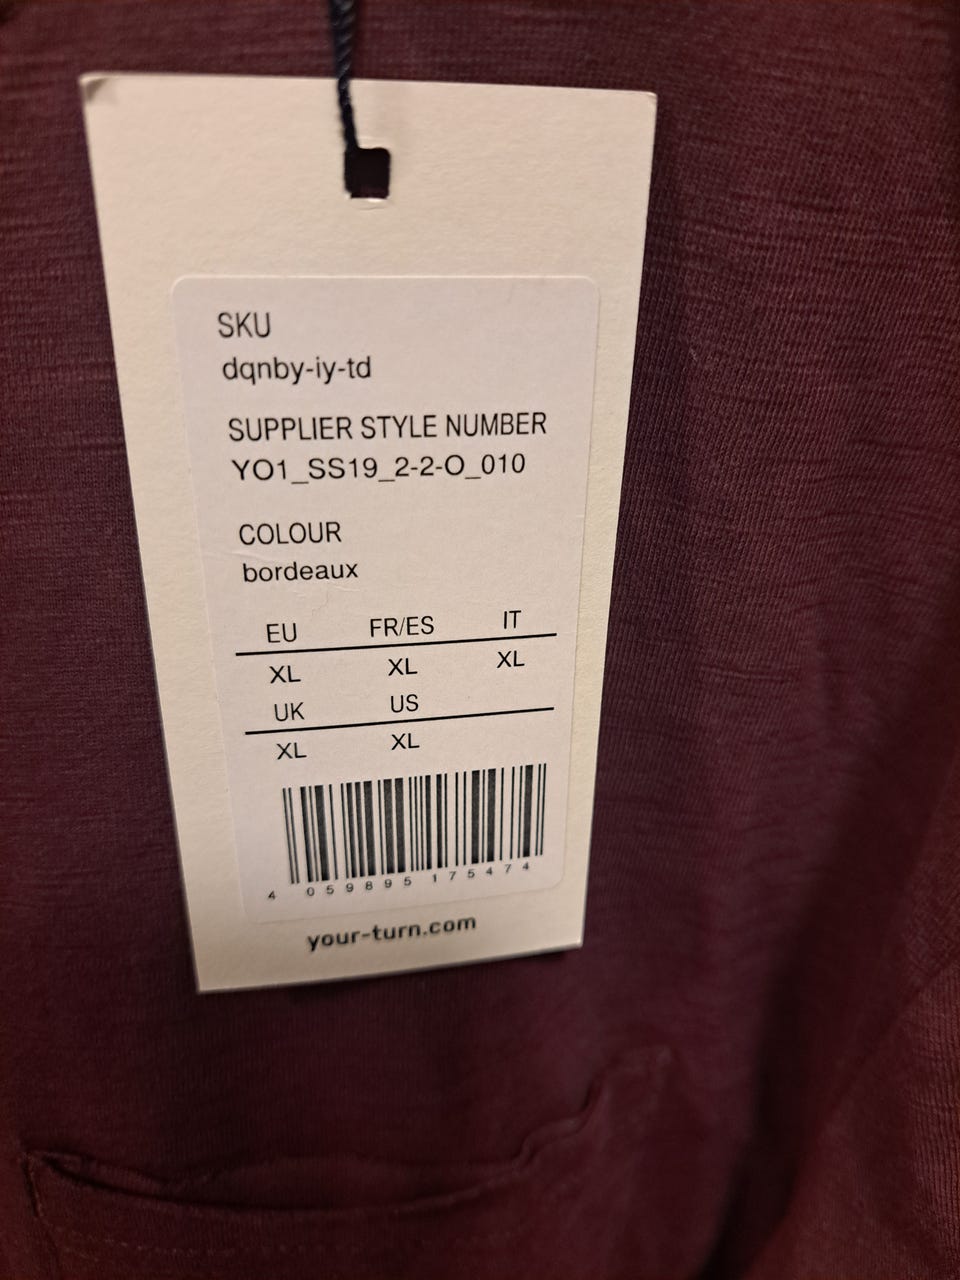 SKU
dqnby-iy-td
SUPPLIER STYLE NUMBER
YO1_SS19_2-2-O_010
COLOUR
bordeaux
EU FR/ES IT
XL XL XL
UK US
XL XL
4 059895 175474
your-turn.com